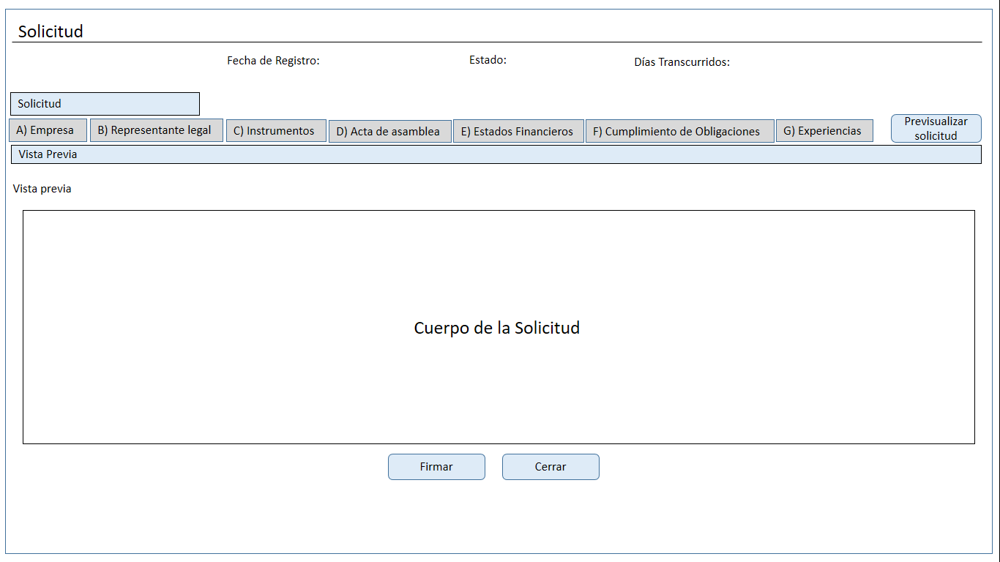 Solicitud
Fecha de Registro:
Estado:
Días Transcurridos:
Solicitud
A) Empresa
B) Representante legal
C) Instrumentos
D) Acta de asamblea
E) Estados Financieros
F) Cumplimiento de Obligaciones
G) Experiencias
Previsualizar
solicitud
Vista Previa
Vista previa
Cuerpo de la Solicitud
Firmar
Cerrar